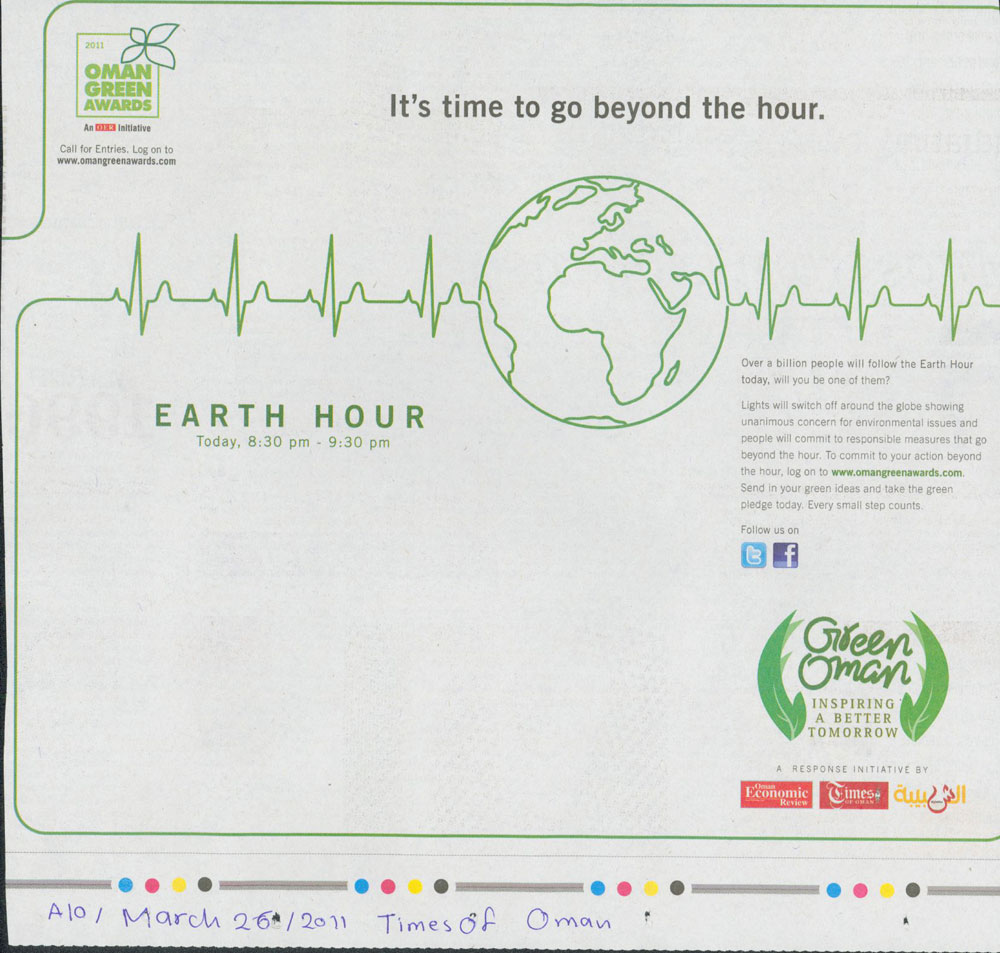 2011
OMAN
GREEN
AWARDS
An OER Initiative
Call for Entries. Log on to
www.omangreenawards.com
It's time to go beyond the hour.
EARTH HOUR
Today, 8:30 pm - 9:30 pm
Over a billion people will follow the Earth Hour
today, will you be one of them?
Lights will switch off around the globe showing
unanimous concern for environmental issues and
people will commit to responsible measures that go
beyond the hour. To commit to your action beyond
the hour, log on to www.omangreenawards.com.
Send in your green ideas and take the green
pledge today. Every small step counts.
Follow us on
Green
Oman
INSPIRING
A BETTER
TOMORROW
A RESPONSE INITIATIVE BY
Oman
Economic
Review
Times
OF OMAN
الشبيبة
A10/ March 26/2011 Times Of Oman